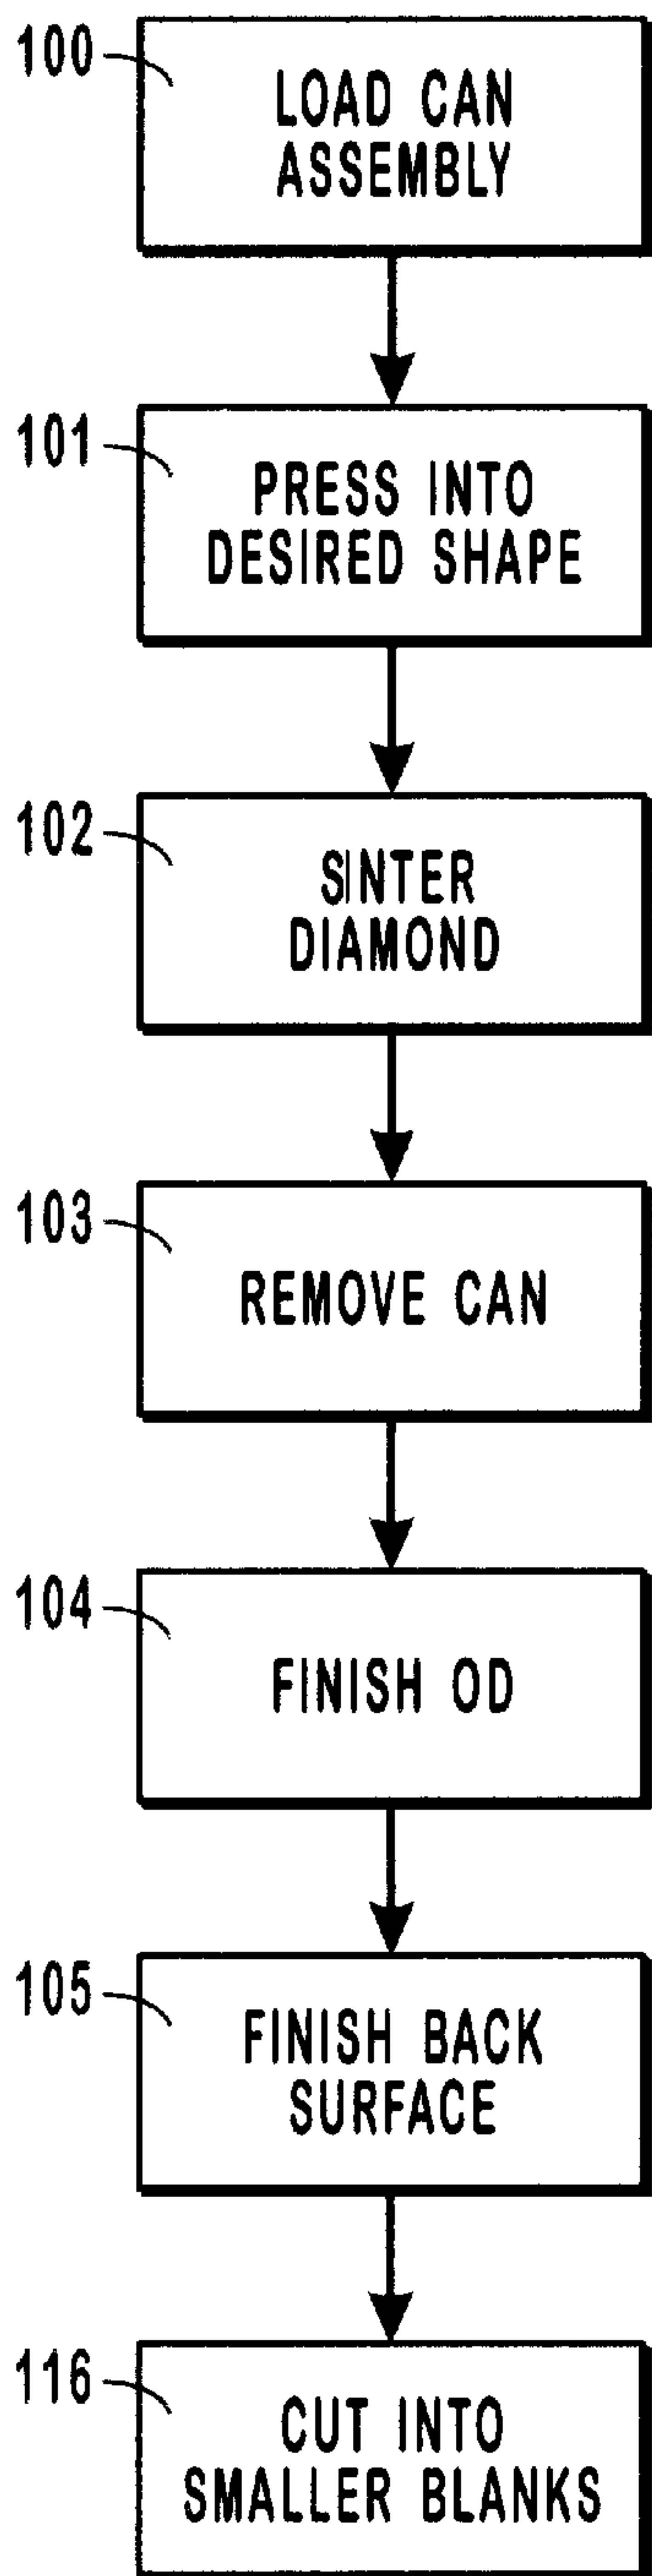 100
LOAD CAN
ASSEMBLY
101
PRESS INTO
DESIRED SHAPE
102
SINTER
DIAMOND
103
REMOVE CAN
104
FINISH OD
105
FINISH BACK
SURFACE
116
CUT INTO
SMALLER BLANKS